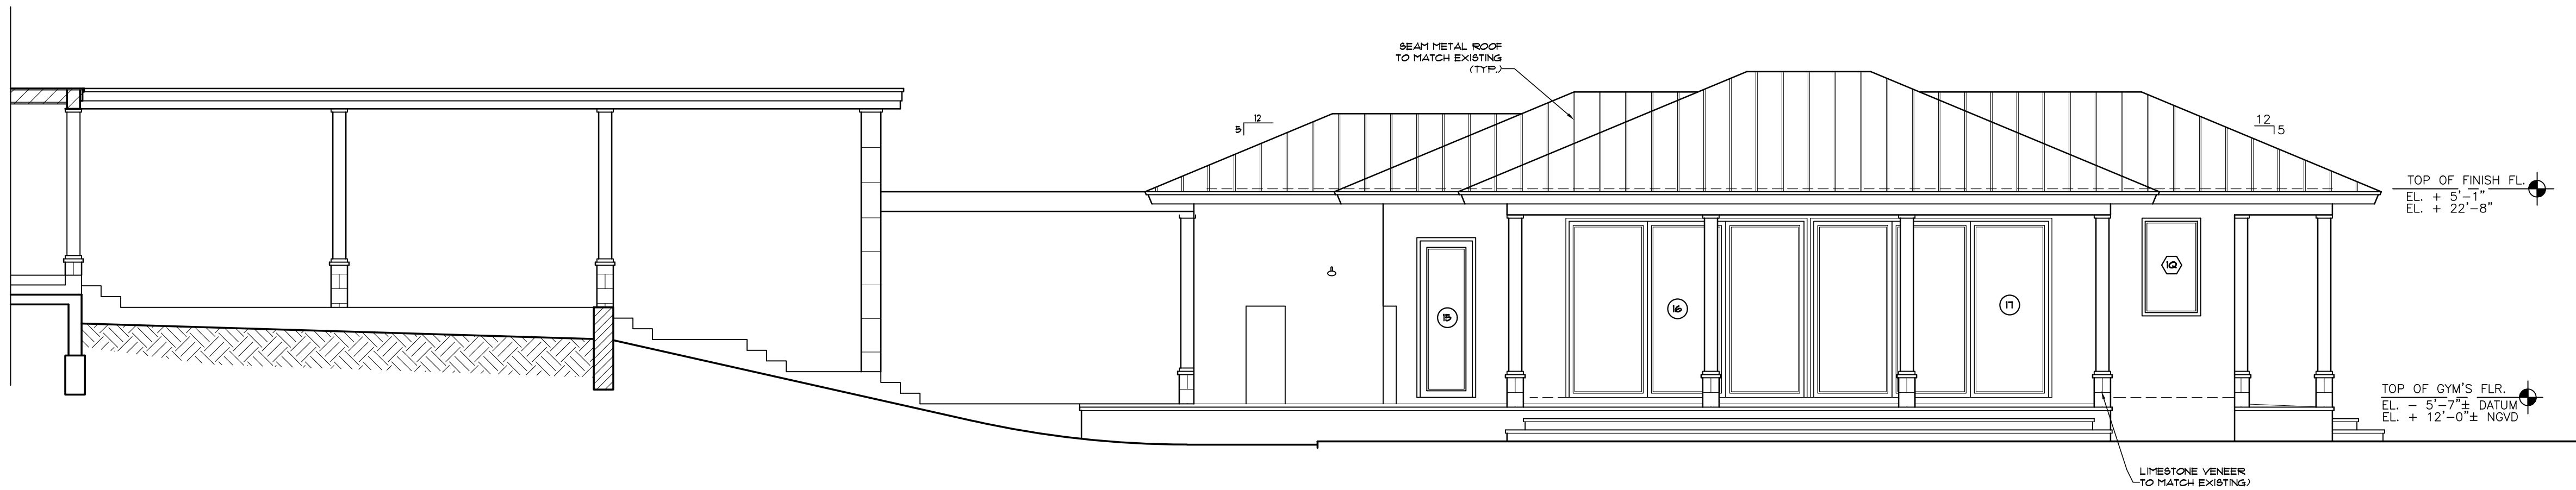 SEAM METAL ROOF
TO MATCH EXISTING
(TYP.)
12
5
12
5
TOP OF FINISH FL.
EL. + 5'-1"
EL. + 22'-8"
15
16
17
1Q
TOP OF GYM'S FLR.
EL. - 5'-7"± DATUM
EL. + 12'-0"± NGVD
LIMESTONE VENEER
TO MATCH EXISTING)